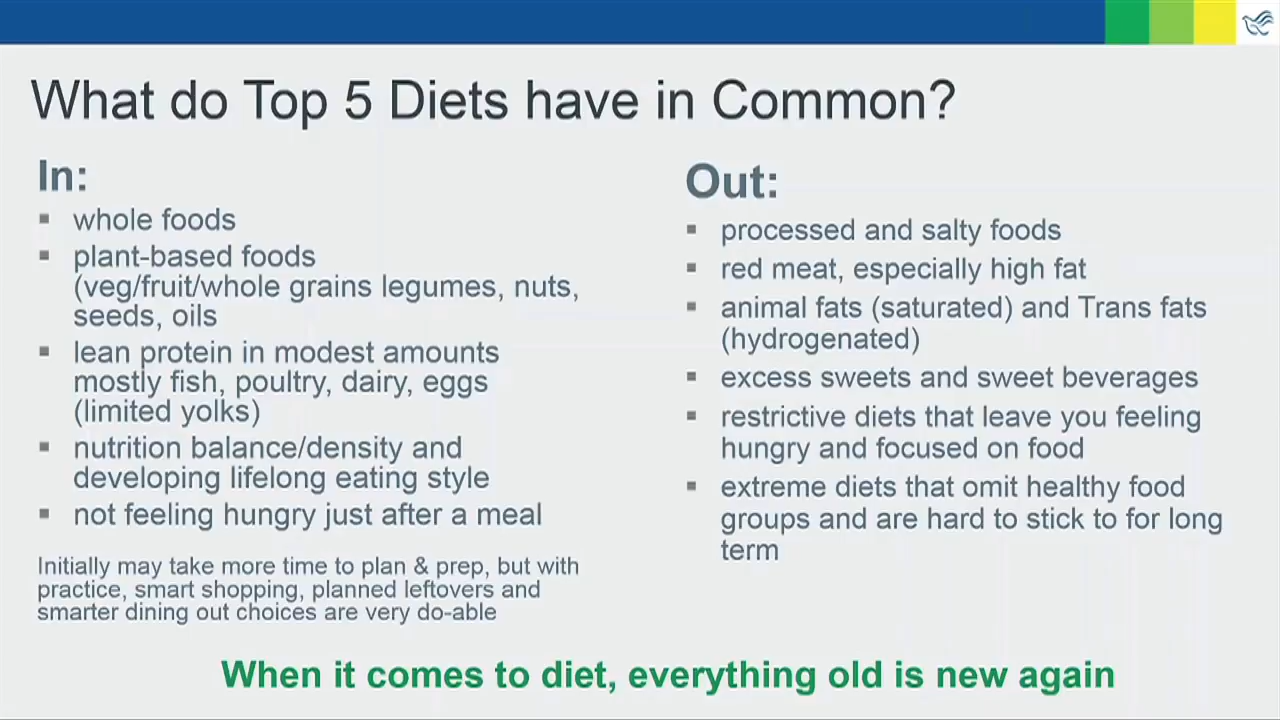 What do Top 5 Diets have in Common?
In:
▪ whole foods
▪ plant-based foods
(veg/fruit/whole grains legumes, nuts,
seeds, oils
▪ lean protein in modest amounts
mostly fish, poultry, dairy, eggs
(limited yolks)
▪ nutrition balance/density and
developing lifelong eating style
▪ not feeling hungry just after a meal
Initially may take more time to plan & prep, but with
practice, smart shopping, planned leftovers and
smarter dining out choices are very do-able
Out:
▪ processed and salty foods
▪ red meat, especially high fat
▪ animal fats (saturated) and Trans fats
(hydrogenated)
▪ excess sweets and sweet beverages
▪ restrictive diets that leave you feeling
hungry and focused on food
▪ extreme diets that omit healthy food
groups and are hard to stick to for long
term
When it comes to diet, everything old is new again